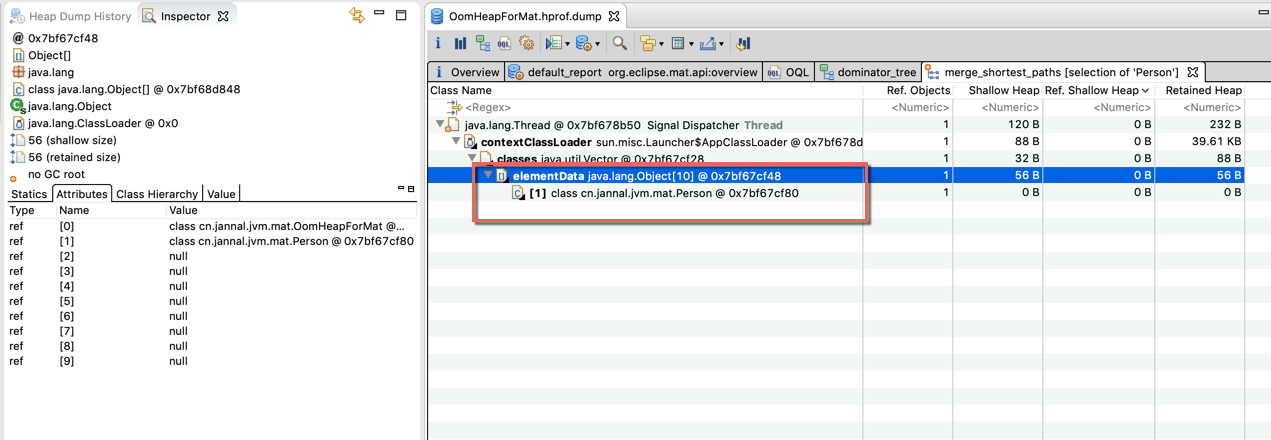 Heap Dump History
Inspector
@ 0x7bf67cf48
Object[]
java.lang
class java.lang.Object[] @ 0x7bf68d848
java.lang.Object
java.lang.ClassLoader @ 0x0
56 (shallow size)
56 (retained size)
no GC root
Statics Attributes Class Hierarchy Value
Type Name Value
ref [0] class cn.jannal.jvm.mat.OomHeapForMat @...
ref [1] class cn.jannal.jvm.mat.Person @ 0x7bf67cf80
ref [2] null
ref [3] null
ref [4] null
ref [5] null
ref [6] null
ref [7] null
ref [8] null
ref [9] null
OomHeapForMat.hprof.dump
i OQL
i Overview default_report org.eclipse.mat.api:overview OQL OQL dominator_tree merge_shortest_paths [selection of 'Person']
Class Name Ref. Objects Shallow Heap Ref. Shallow Heap Retained Heap
<Regex> <Numeric> <Numeric> <Numeric> <Numeric>
java.lang.Thread @ 0x7bf678b50 Signal Dispatcher Thread 1 120 B 0 B 232 B
contextClassLoader sun.misc.Launcher$AppClassLoader @ 0x7bf678d 1 88 B 0 B 39.61 KB
classes java.util.Vector @ 0x7bf67cf28 1 32 B 0 B 88 B
elementData java.lang.Object[10] @ 0x7bf67cf48 1 56 B 0 B 56 B
[1] class cn.jannal.jvm.mat.Person @ 0x7bf67cf80 1 0 B 0 B 0 B